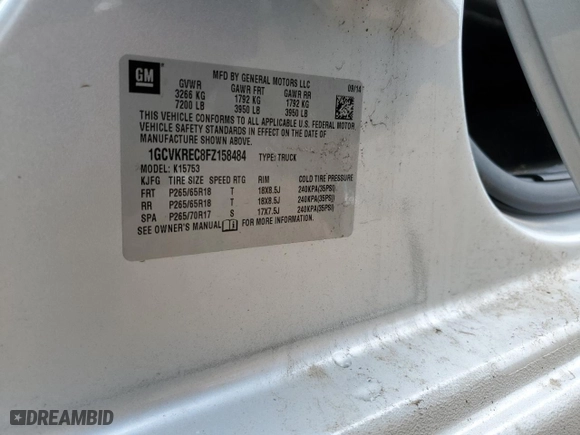 GM
MFD BY GENERAL MOTORS LLC
09/14
GVWR GAWR FRT GAWR RR
3266 KG 1792 KG 1792 KG
7200 LB 3950 LB 3950 LB
THIS VEHICLE CONFORMS TO ALL APPLICABLE U.S. FEDERAL MOTOR
VEHICLE SAFETY STANDARDS IN EFFECT ON THE DATE OF
MANUFACTURE SHOWN ABOVE.
1GCVKREC8FZ158484 TYPE: TRUCK
MODEL: K15753
KJFG TIRE SIZE SPEED RTG RIM COLD TIRE PRESSURE
FRT P265/65R18 T 18X8.5J 240KPA(35PSI)
RR P265/65R18 T 18X8.5J 240KPA(35PSI)
SPA P265/70R17 S 17X7.5J 240KPA(35PSI)
SEE OWNER'S MANUAL FOR MORE INFORMATION.
DREAMBID